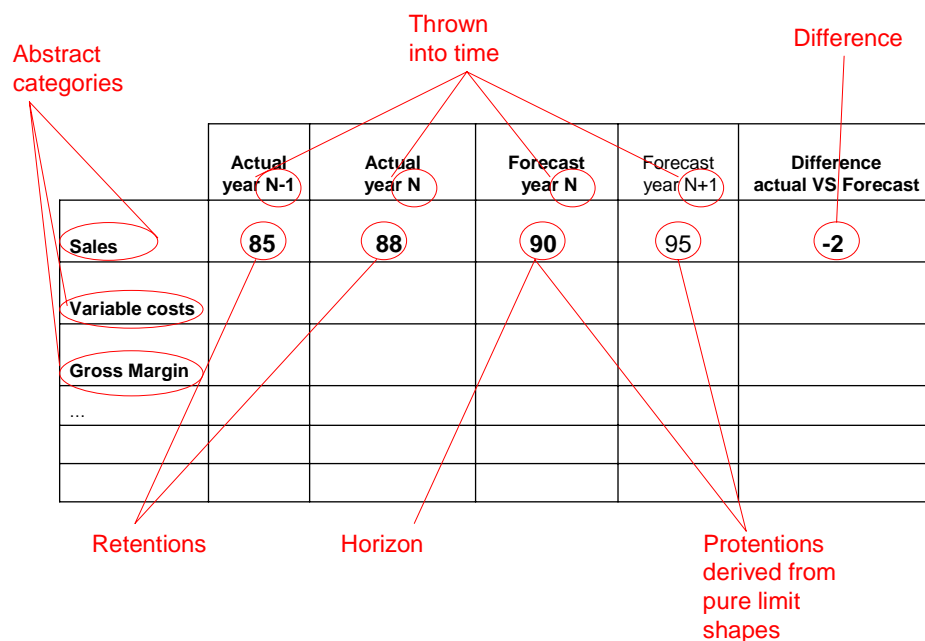 Thrown
into time
Difference
Abstract
categories
Actual
year N-1
Actual
year N
Forecast
year N
Forecast
year N+1
Difference
actual VS Forecast
Sales
85
88
90
95
-2
Variable costs
Gross Margin
...
Retentions
Horizon
Protentions
derived from
pure limit
shapes